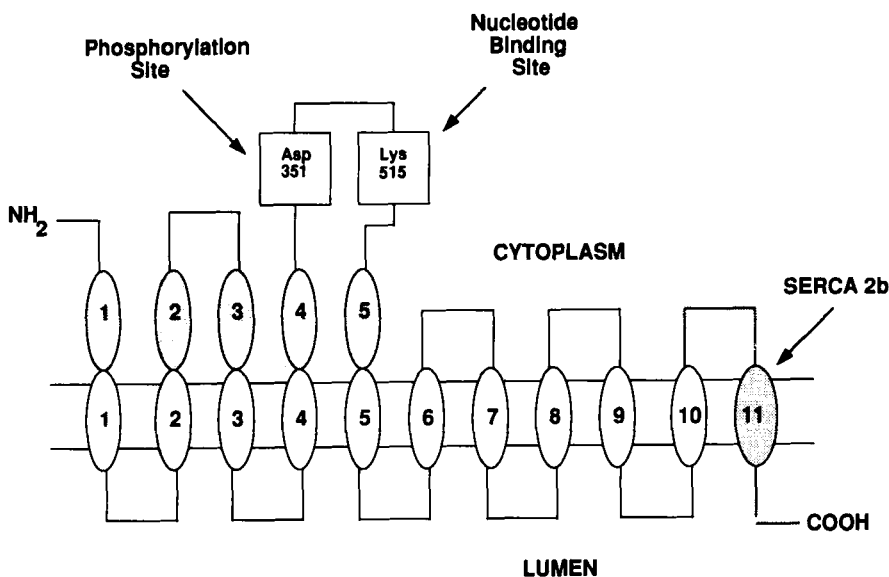 Phosphorylation
Site
Nucleotide
Binding
Site
Asp
351
Lys
515
NH2
CYTOPLASM
SERCA 2b
1
2
3
4
5
1
2
3
4
5
6
7
8
9
10
11
COOH
LUMEN